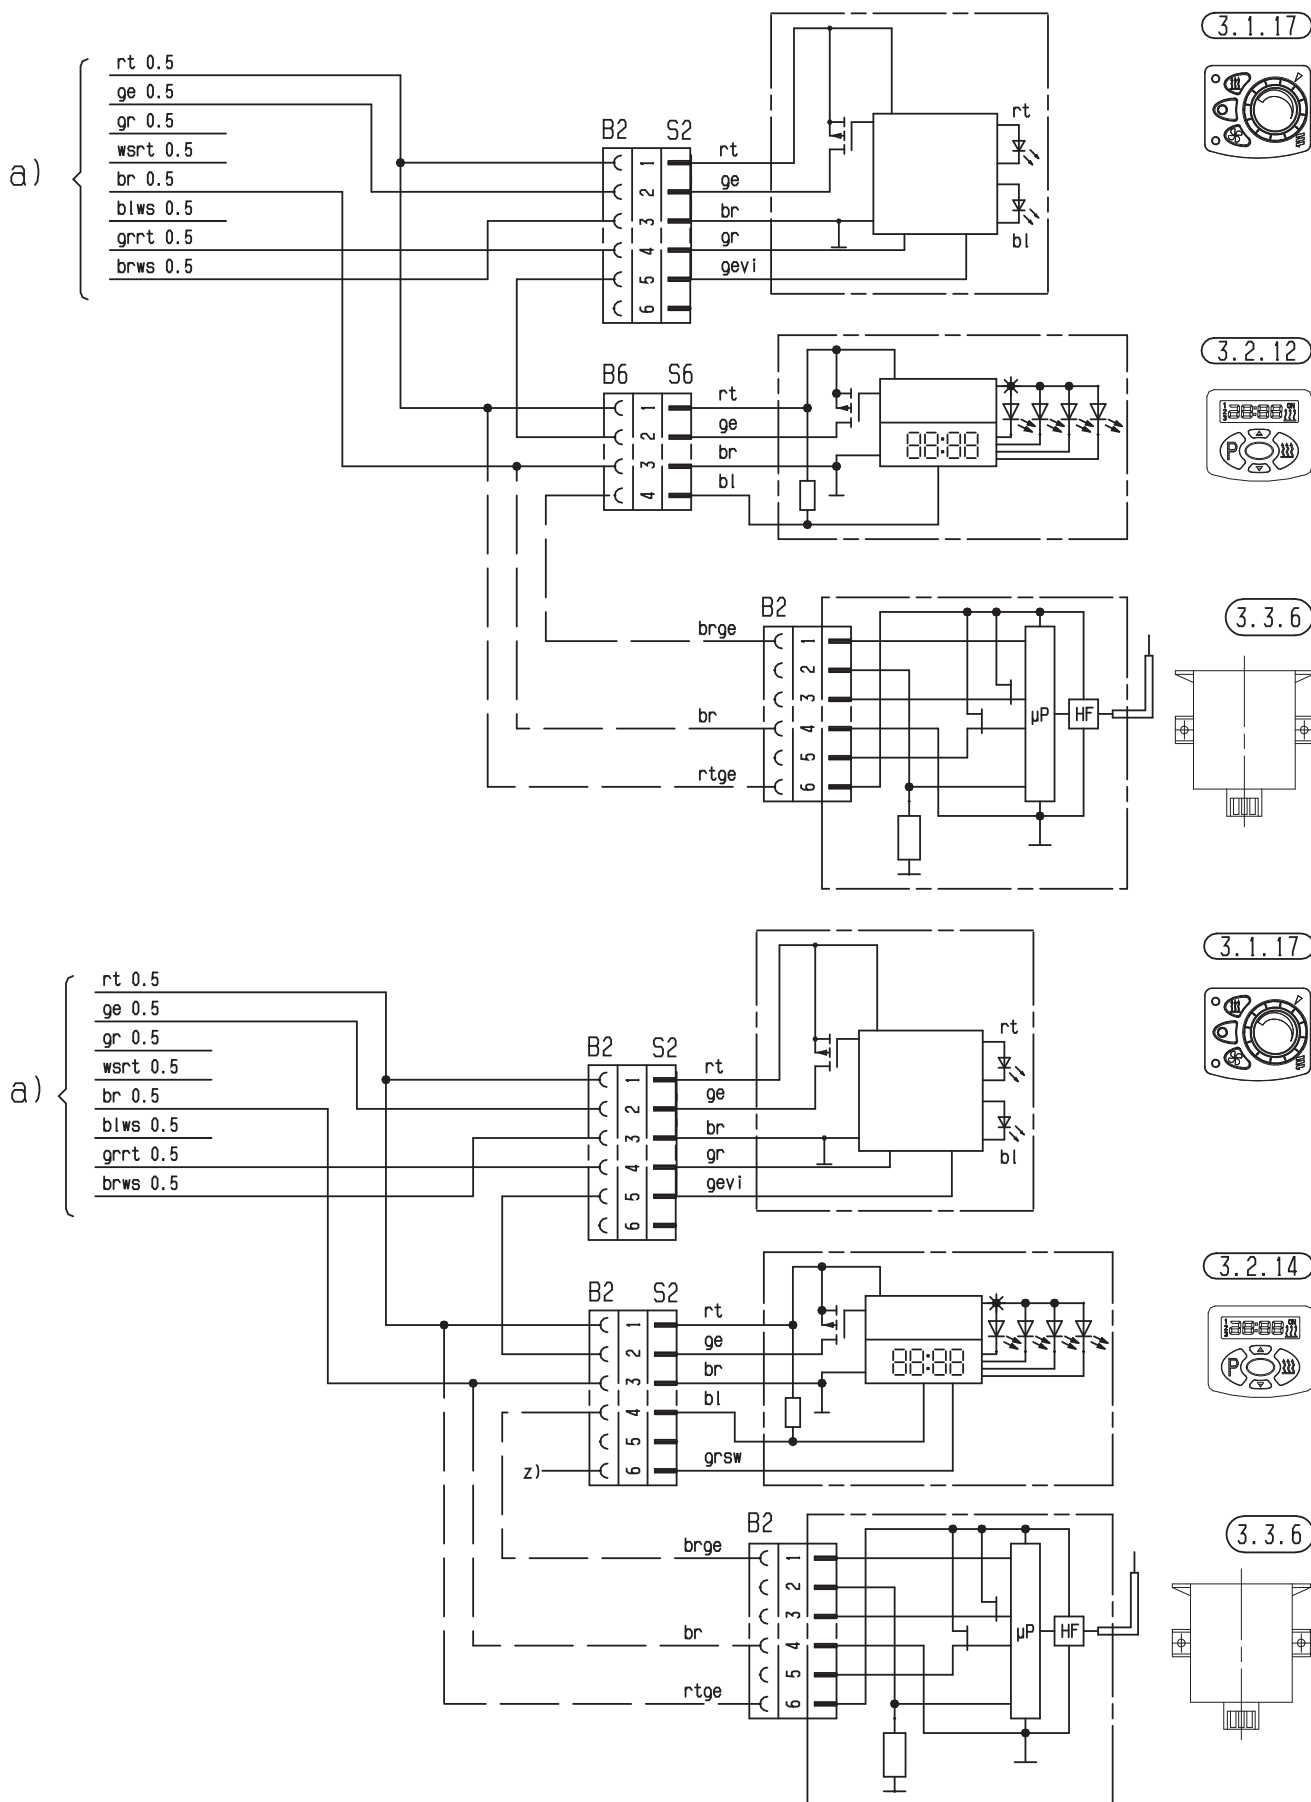 3.1.17
a)
rt 0.5
ge 0.5
gr 0.5
wsrt 0.5
br 0.5
blws 0.5
grrt 0.5
brws 0.5
B2 S2
1 rt
2 ge
3 br
4 gr
5 gevi
6
rt
bl
3.2.12
B6 S6
1 rt
2 ge
3 br
4 bl
88:88
P
3.3.6
B2
brge 1
2
3
br 4
5
rtge 6
µP
HF
3.1.17
a)
rt 0.5
ge 0.5
gr 0.5
wsrt 0.5
br 0.5
blws 0.5
grrt 0.5
brws 0.5
B2 S2
1 rt
2 ge
3 br
4 gr
5 gevi
6
rt
bl
3.2.14
B2 S2
1 rt
2 ge
3 br
4 bl
5
z) 6 grsw
88:88
P
3.3.6
B2
brge 1
2
3
br 4
5
rtge 6
µP
HF